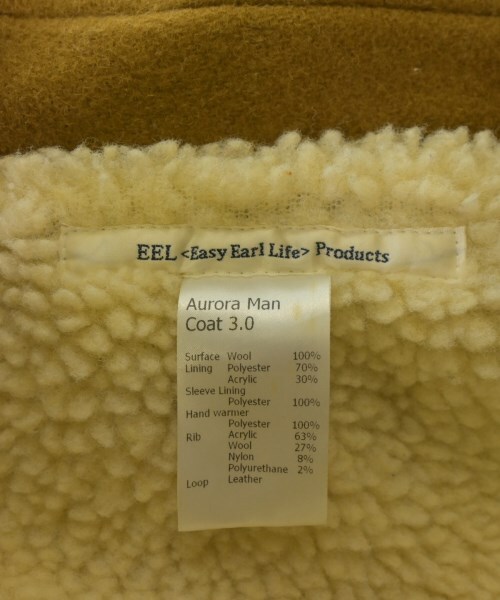 EEL <Easy Earl Life> Products
Aurora Man
Coat 3.0
Surface Wool 100%
Lining Polyester 70%
Acrylic 30%
Sleeve Lining
Polyester 100%
Hand warmer
Polyester 100%
Rib Acrylic 63%
Wool 27%
Nylon 8%
Polyurethane 2%
Loop Leather